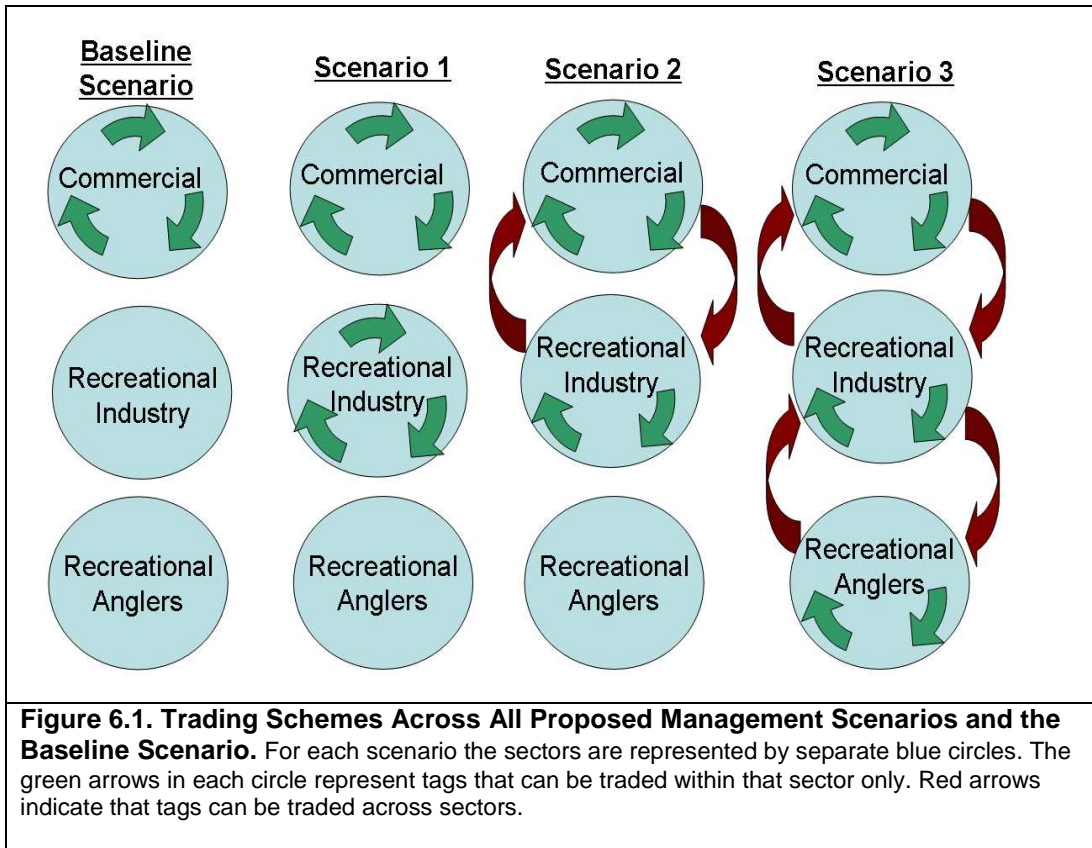 Baseline
Scenario
Scenario 1
Scenario 2
Scenario 3
Commercial
Commercial
Commercial
Commercial
Recreational
Industry
Recreational
Industry
Recreational
Industry
Recreational
Industry
Recreational
Anglers
Recreational
Anglers
Recreational
Anglers
Recreational
Anglers
Figure 6.1. Trading Schemes Across All Proposed Management Scenarios and the
Baseline Scenario. For each scenario the sectors are represented by separate blue circles. The
green arrows in each circle represent tags that can be traded within that sector only. Red arrows
indicate that tags can be traded across sectors.